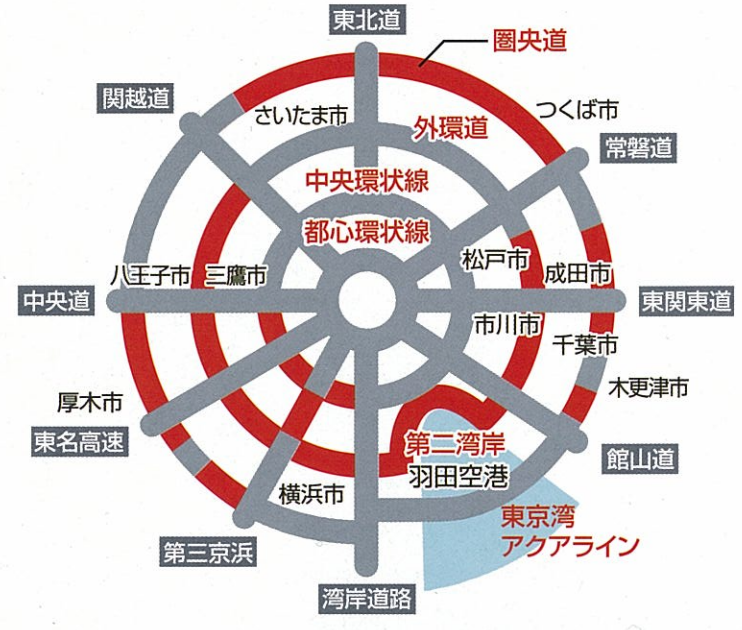 東北道
圏央道
関越道
さいたま市
外環道
つくば市
常磐道
中央環状線
都心環状線
松戸市
八王子市
三鷹市
成田市
中央道
東関東道
市川市
千葉市
厚木市
木更津市
東名高速
第二湾岸
館山道
羽田空港
横浜市
東京湾
アクアライン
第三京浜
湾岸道路